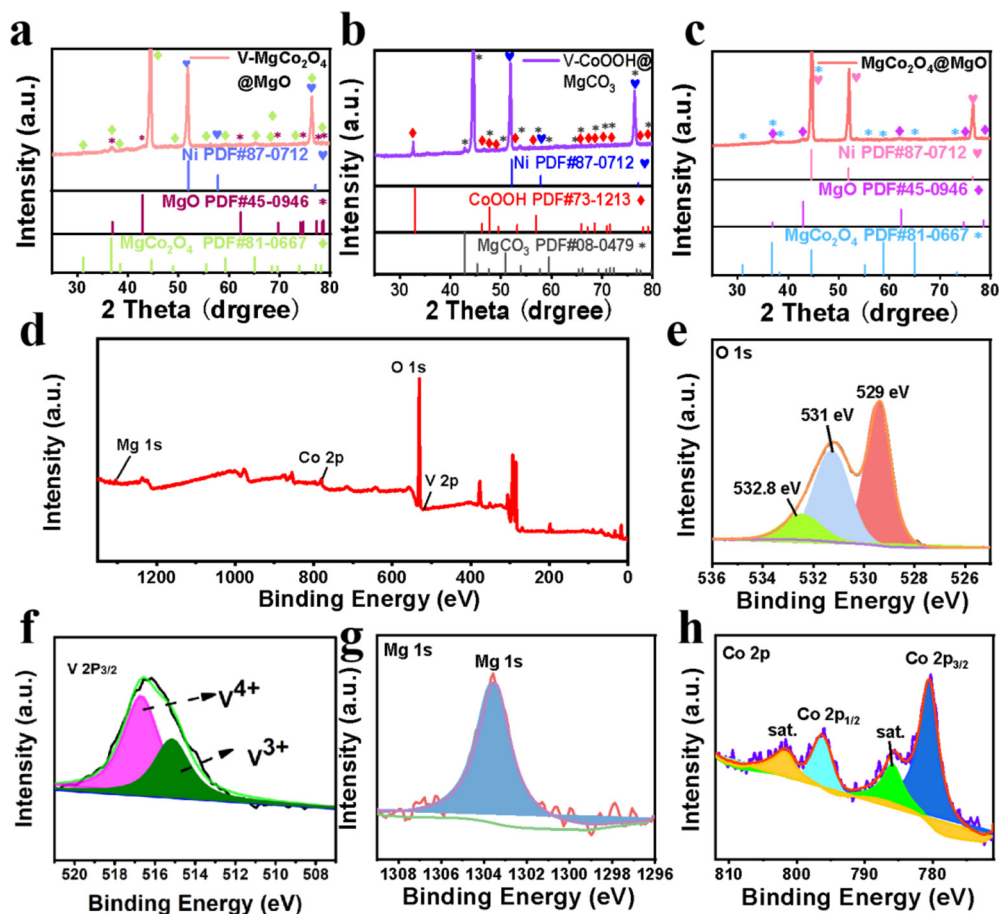 a
Intensity (a.u.)
V-MgCo₂O₄
@MgO
Ni PDF#87-0712 ♥
MgO PDF#45-0946 *
MgCo₂O₄ PDF#81-0667 ♦
30 40 50 60 70 80
2 Theta (drgree)
b
Intensity (a.u.)
V-CoOOH@
MgCO₃
Ni PDF#87-0712 ♥
CoOOH PDF#73-1213 ♦
MgCO₃ PDF#08-0479 *
30 40 50 60 70 80
2 Theta (drgree)
c
Intensity (a.u.)
MgCo₂O₄@MgO
Ni PDF#87-0712 ♥
MgO PDF#45-0946 ♦
MgCo₂O₄ PDF#81-0667 *
30 40 50 60 70 80
2 Theta (drgree)
d
Intensity (a.u.)
O 1s
Mg 1s
Co 2p
V 2p
1200 1000 800 600 400 200 0
Binding Energy (eV)
e
O 1s
Intensity (a.u.)
529 eV
531 eV
532.8 eV
536 534 532 530 528 526
Binding Energy (eV)
f
V 2P3/2
Intensity (a.u.)
V4+
V3+
520 518 516 514 512 510 508
Binding Energy (eV)
g
Mg 1s
Mg 1s
Intensity (a.u.)
1308 1306 1304 1302 1300 1298 1296
Binding Energy (eV)
h
Co 2p
Co 2p3/2
Co 2p1/2
sat.
sat.
Intensity (a.u.)
810 800 790 780
Binding Energy (eV)